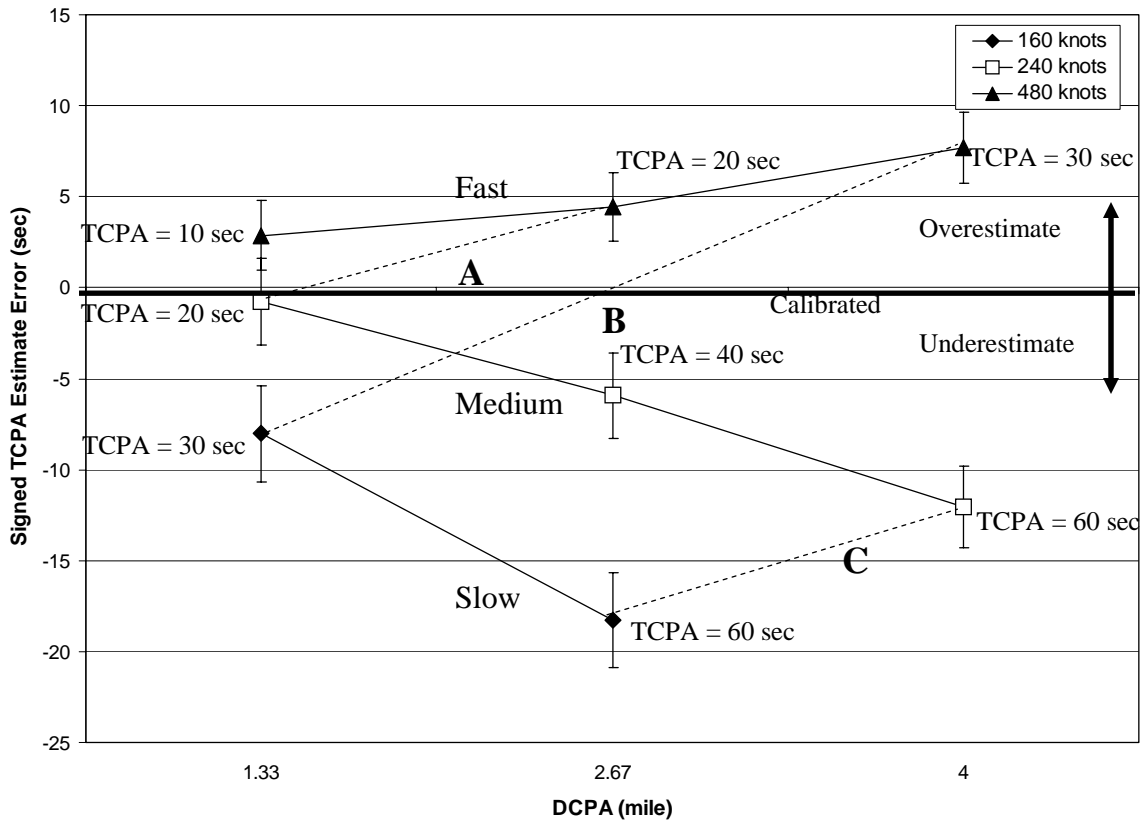 15
10
5
0
-5
-10
-15
-20
-25
Signed TCPA Estimate Error (sec)
160 knots
240 knots
480 knots
TCPA = 20 sec
TCPA = 30 sec
Fast
TCPA = 10 sec
Overestimate
A
TCPA = 20 sec
Calibrated
B
Underestimate
TCPA = 40 sec
Medium
TCPA = 30 sec
TCPA = 60 sec
C
Slow
TCPA = 60 sec
1.33
2.67
4
DCPA (mile)